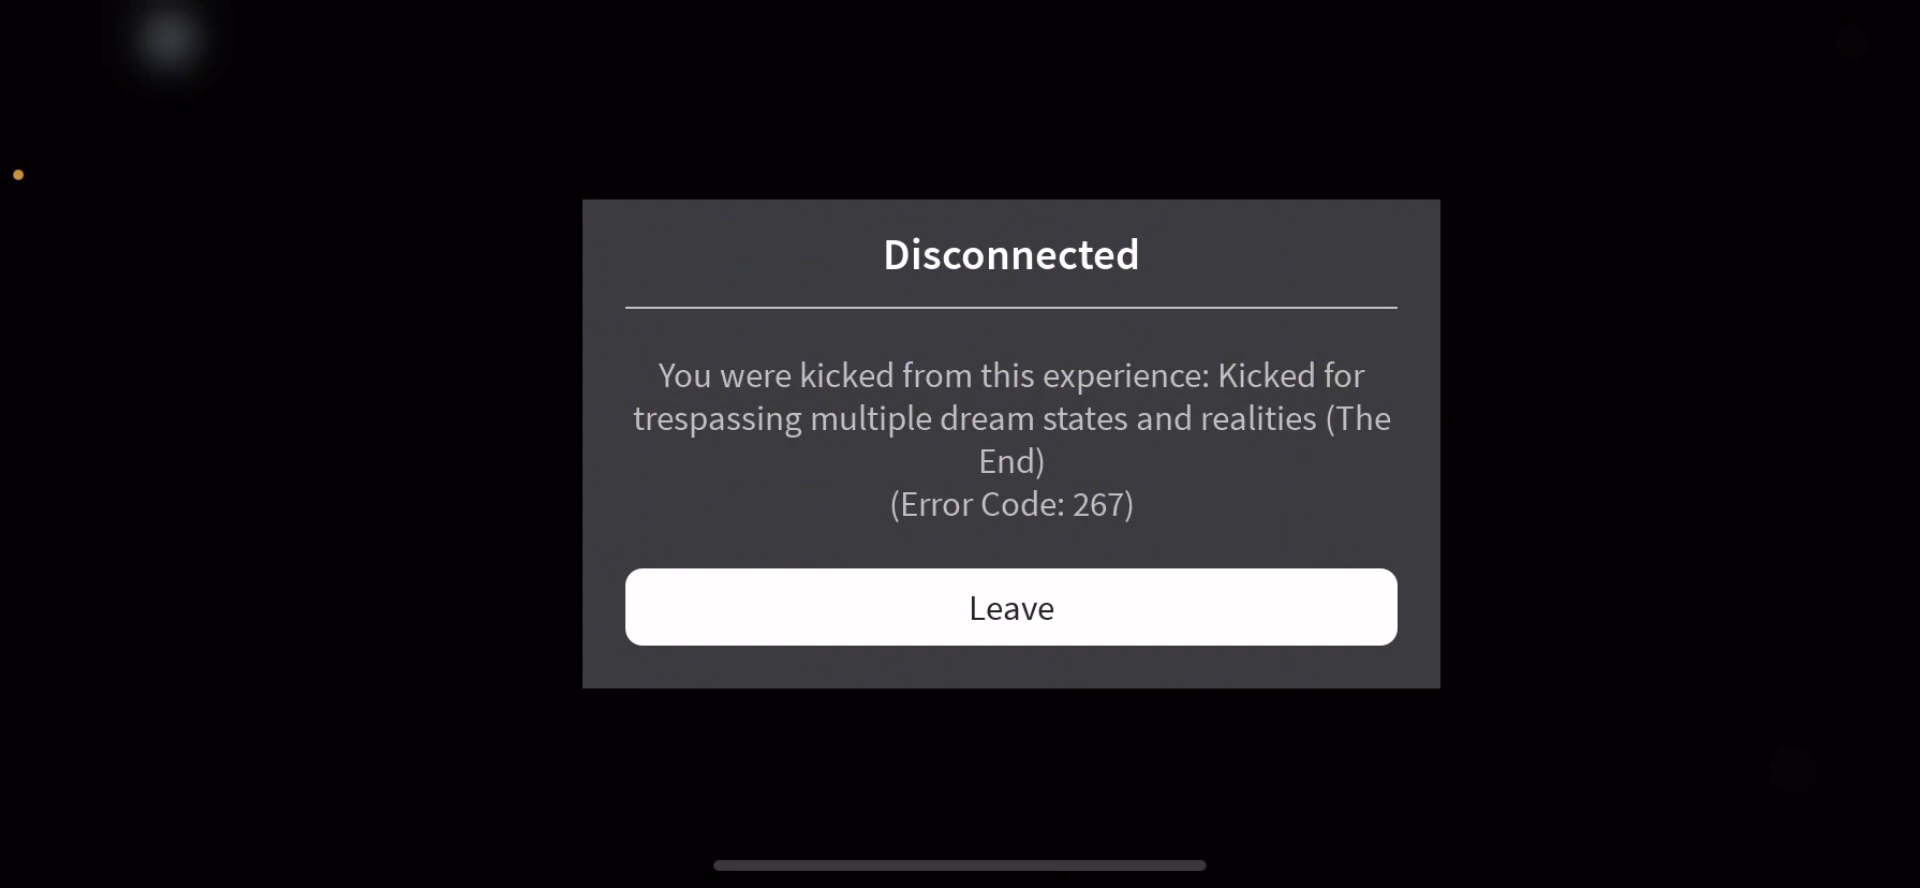 Disconnected
You were kicked from this experience: Kicked for
trespassing multiple dream states and realities (The
End)
(Error Code: 267)
Leave